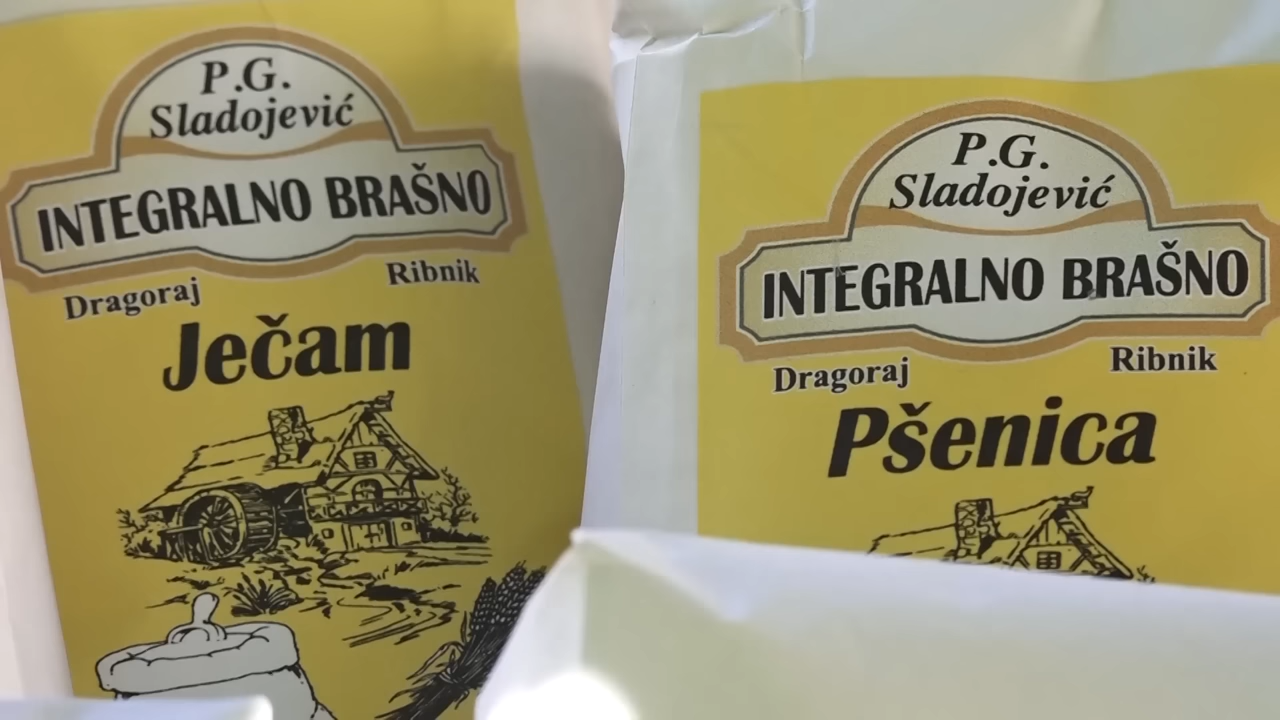 P.G.
Sladojević
INTEGRALNO BRAŠNO
Dragoraj Ribnik
Ječam
P.G.
Sladojević
INTEGRALNO BRAŠNO
Dragoraj Ribnik
Pšenica